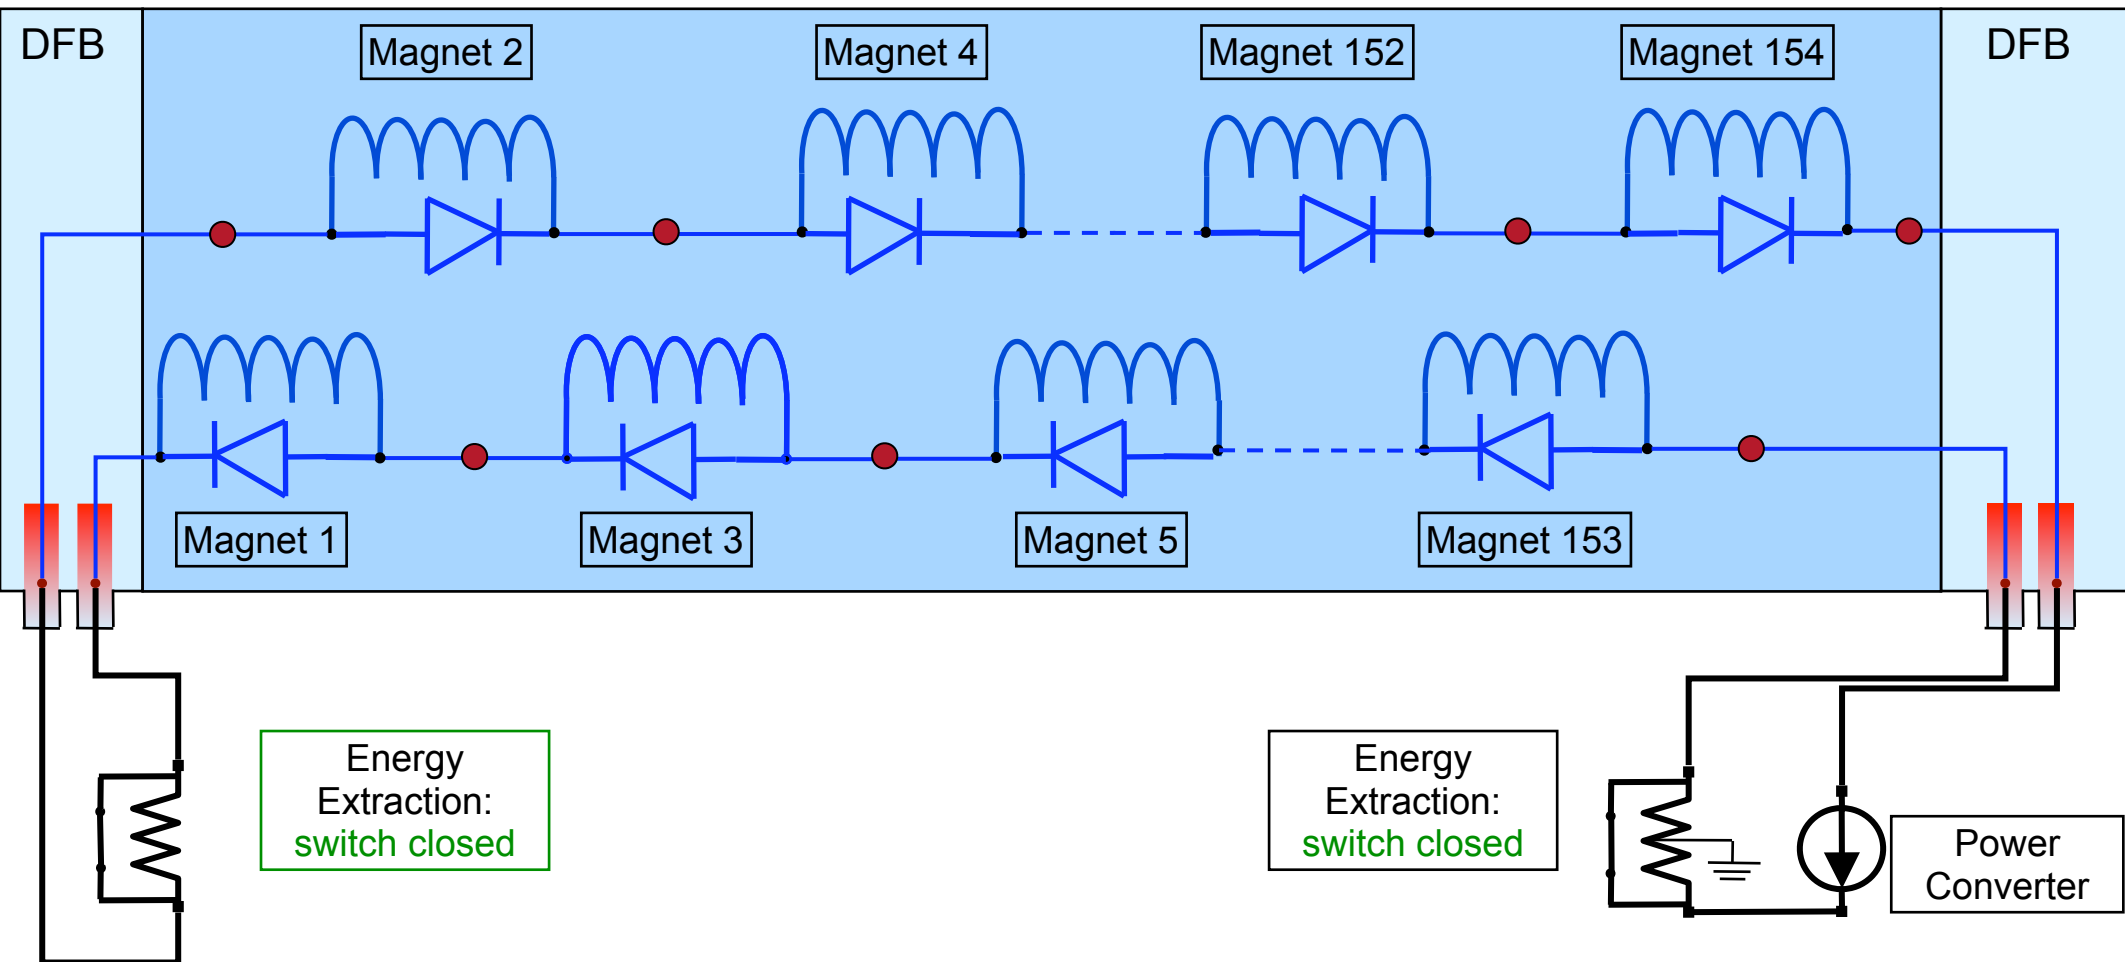 DFB
Magnet 2
Magnet 4
Magnet 152
Magnet 154
DFB
Magnet 1
Magnet 3
Magnet 5
Magnet 153
Energy
Extraction:
switch closed
Energy
Extraction:
switch closed
Power
Converter